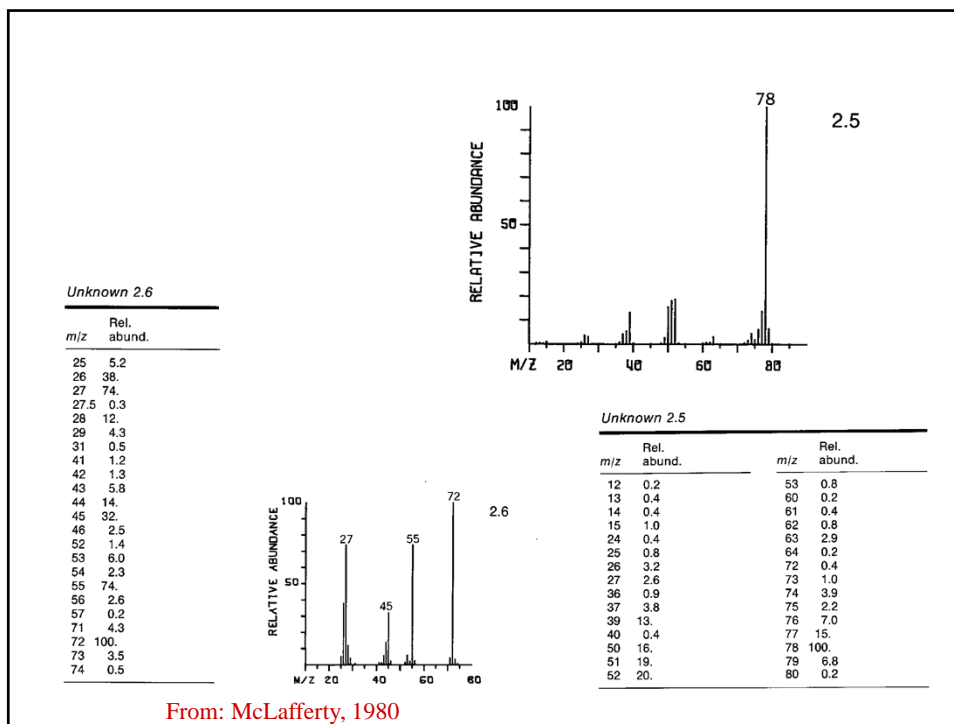 78
100
2.5
RELATIVE ABUNDANCE
50
M/Z 20 40 60 80
Unknown 2.6
m/z Rel. abund.
25 5.2
26 38.
27 74.
27.5 0.3
28 12.
29 4.3
31 0.5
41 1.2
42 1.3
43 5.8
44 14.
45 32.
46 2.5
52 1.4
53 6.0
54 2.3
55 74.
56 2.6
57 0.2
71 4.3
72 100.
73 3.5
74 0.5
100
72
2.6
27
55
RELATIVE ABUNDANCE
50
45
M/Z 20 40 60 80
Unknown 2.5
m/z Rel. abund. m/z Rel. abund.
12 0.2 53 0.8
13 0.4 60 0.2
14 0.4 61 0.4
15 1.0 62 0.8
24 0.4 63 2.9
25 0.8 64 0.2
26 3.2 72 0.4
27 2.6 73 1.0
36 0.9 74 3.9
37 3.8 75 2.2
39 13. 76 7.0
40 0.4 77 15.
50 16. 78 100.
51 19. 79 6.8
52 20. 80 0.2
From: McLafferty, 1980